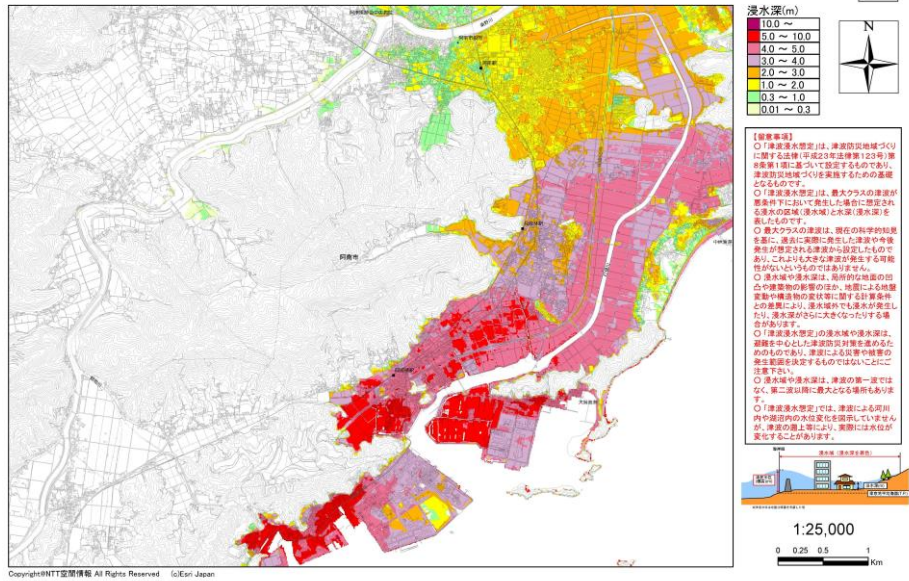 浸水深(m)
10.0 ～
5.0 ～ 10.0
4.0 ～ 5.0
3.0 ～ 4.0
2.0 ～ 3.0
1.0 ～ 2.0
0.3 ～ 1.0
0.01 ～ 0.3
N
阿南市
【留意事項】
○ 「津波浸水想定」は、津波防災地域づくり
に関する法律(平成23年法律第123号)第
8条第1項に基づいて設定するものであり、
津波防災地域づくりを実施するための基礎
となるものです。
○ 「津波浸水想定」は、最大クラスの津波が
悪条件下において発生した場合に想定され
る浸水の区域(浸水域)と水深(浸水深)を
表したものです。
○ 最大クラスの津波は、現在の科学的知見
を基に、過去に実際に発生した津波や今後
発生が想定される津波から設定したもので
あり、これよりも大きな津波が発生する可能
性がないというものではありません。
○ 浸水域や浸水深は、局所的な地面の凹
凸や建築物の影響のほか、地震による地盤
変動や構造物の変状等に関する計算条件
との差異により、浸水域外でも浸水が発生し
たり、浸水深がさらに大きくなったりする場
合があります。
○ 「津波浸水想定」の浸水域や浸水深は、
避難を中心とした津波防災対策を進めるた
めのものであり、津波による災害や被害の
発生範囲を決定するものではないことにご
注意下さい。
○ 浸水域や浸水深は、津波の第一波では
なく、第二波以降に最大となる場所もありま
す。
○ 「津波浸水想定」では、津波による河川
内や湖沼内の水位変化を図示していません
が、津波の遡上等により、実際には水位が
変化することがあります。
浸水域 (浸水深を着色)
1:25,000
0 0.25 0.5 1
Km
Copyright©NTT空間情報 All Rights Reserved (c)Esri Japan